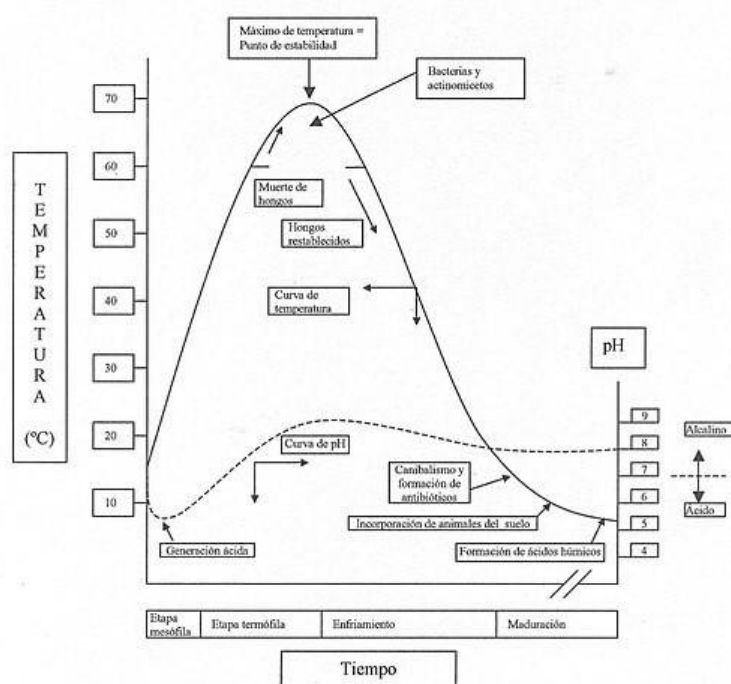 Máximo de temperatura =
Punto de estabilidad
Bacterias y
actinomicetos
70
60
50
40
30
20
10
TEMPERATURA
(ºC)
Muerte de
hongos
Hongos
restablecidos
Curva de
temperatura
pH
9
8
7
6
5
4
Alcalino
Ácido
Curva de pH
Canibalismo y
formación de
antibióticos
Incorporación de animales del suelo
Generación ácida
Formación de ácidos húmicos
Etapa
mesófila
Etapa termófila
Enfriamiento
Maduración
Tiempo